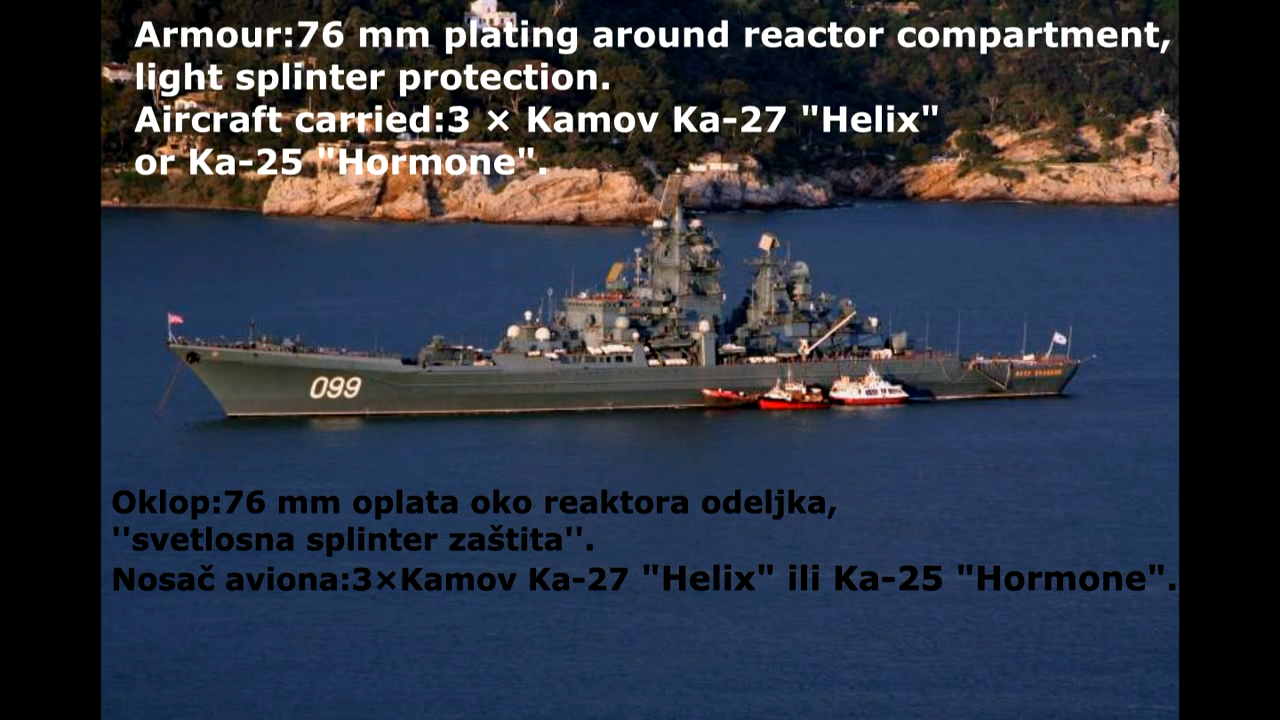 Armour:76 mm plating around reactor compartment,
light splinter protection.
Aircraft carried:3 × Kamov Ka-27 "Helix"
or Ka-25 "Hormone".
099
Oklop:76 mm oplata oko reaktora odeljka,
''svetlosna splinter zaštita''.
Nosač aviona:3×Kamov Ka-27 "Helix" ili Ka-25 "Hormone".